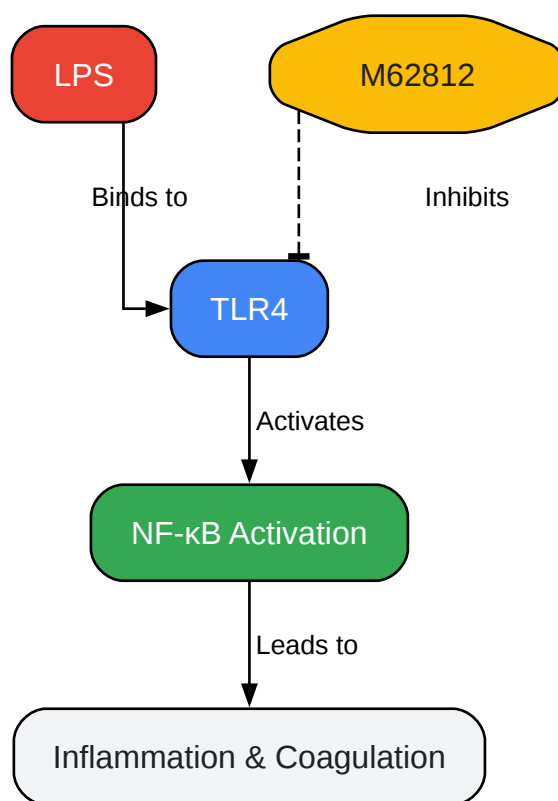 LPS
M62812
Binds to
Inhibits
TLR4
Activates
NF-κB Activation
Leads to
Inflammation & Coagulation